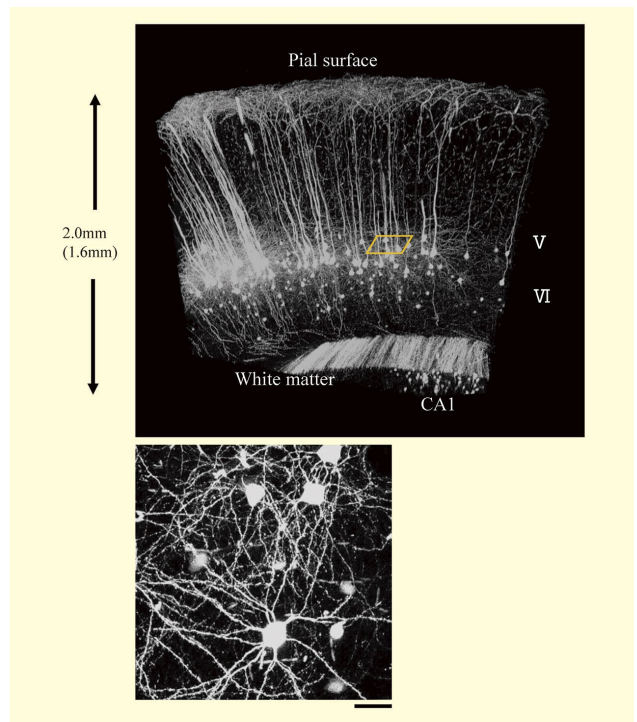 Pial surface
2.0mm
(1.6mm)
V
VI
White matter
CA1